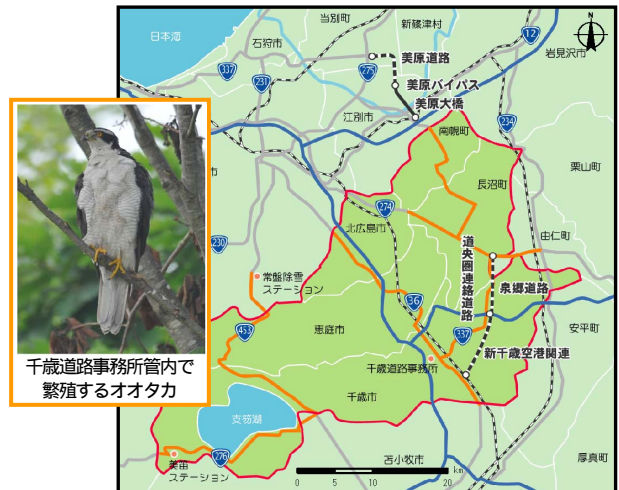 当別町
新篠津村
日本海
石狩市
12
岩見沢市
N
337
231
275
美原道路
美原バイパス
美原大橋
江別市
234
南幌町
栗山町
長沼町
市
274
北広島市
230
由仁町
道央圏連絡道路
常盤除雪
ステーション
泉郷道路
36
453
恵庭市
337
安平町
新千歳空港関連
千歳道路事務所
千歳市
支笏湖
276
美笛
ステーション
苫小牧市
厚真町
0 5 10 20 km
千歳道路事務所管内で
繁殖するオオタカ